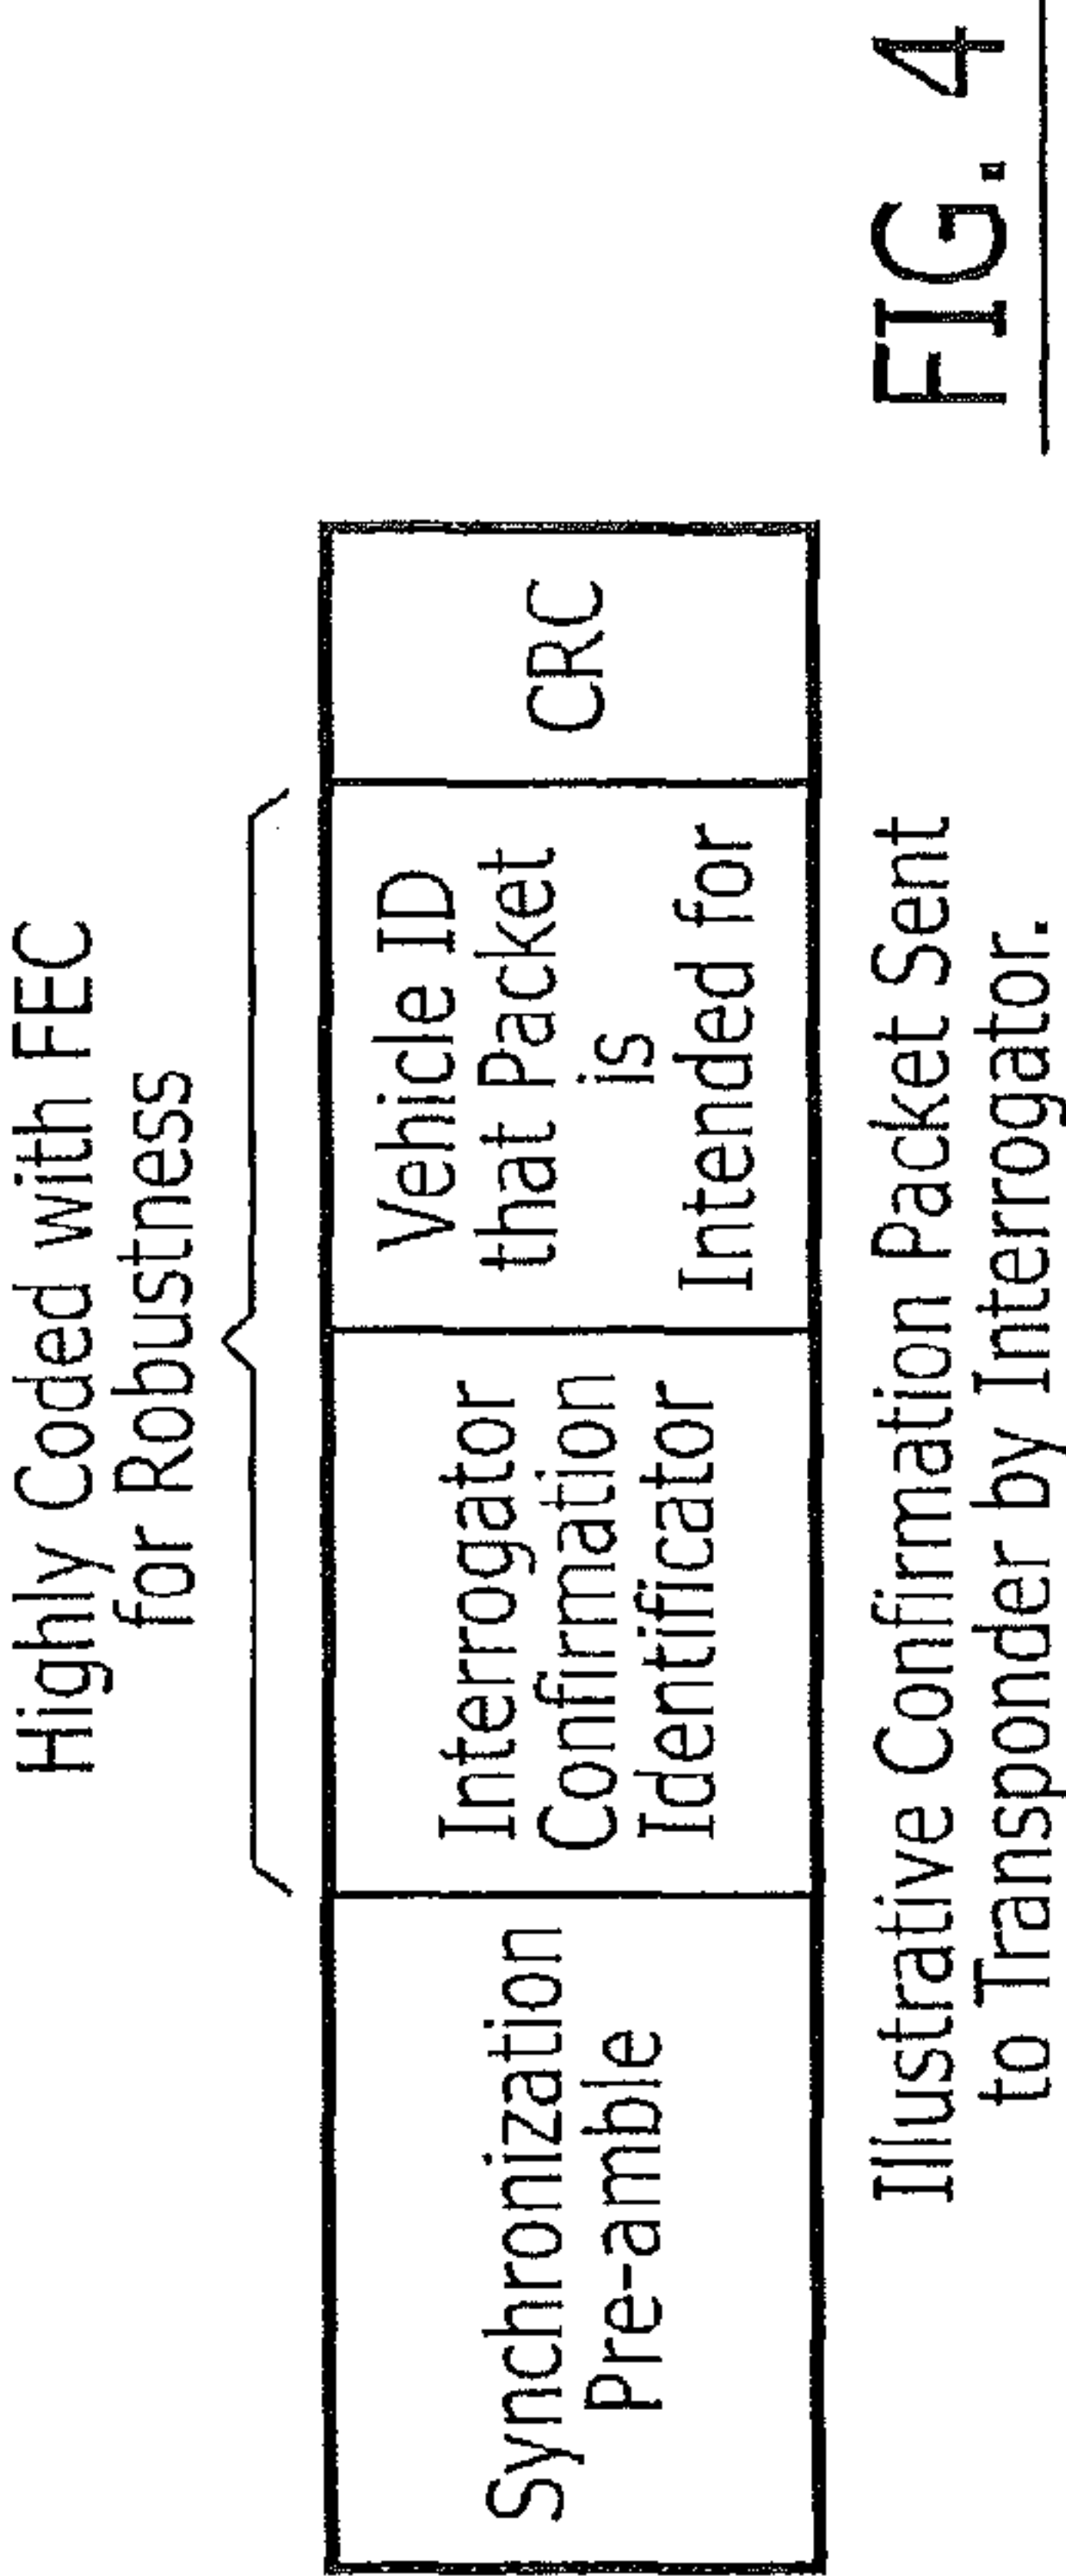 Highly Coded with FEC
for Robustness
Synchronization
Pre-amble
Interrogator
Confirmation
Identificator
Vehicle ID
that Packet
is
Intended for
CRC
Illustrative Confirmation Packet Sent
to Transponder by Interrogator.
FIG. 4